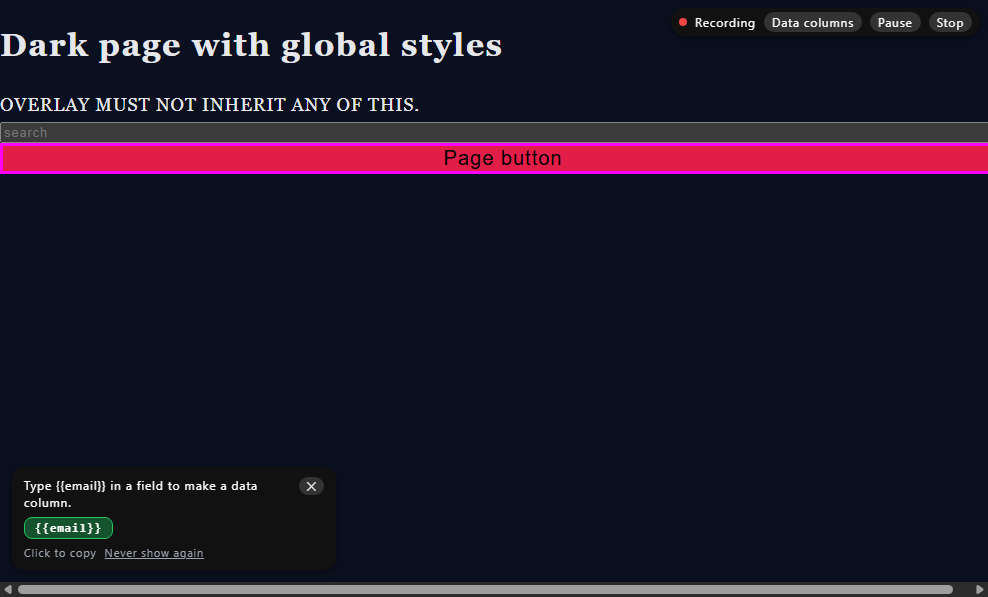 Recording Data columns Pause Stop
Dark page with global styles
OVERLAY MUST NOT INHERIT ANY OF THIS.
search
Page button
Type {{email}} in a field to make a data
column.
{{email}}
Click to copy Never show again